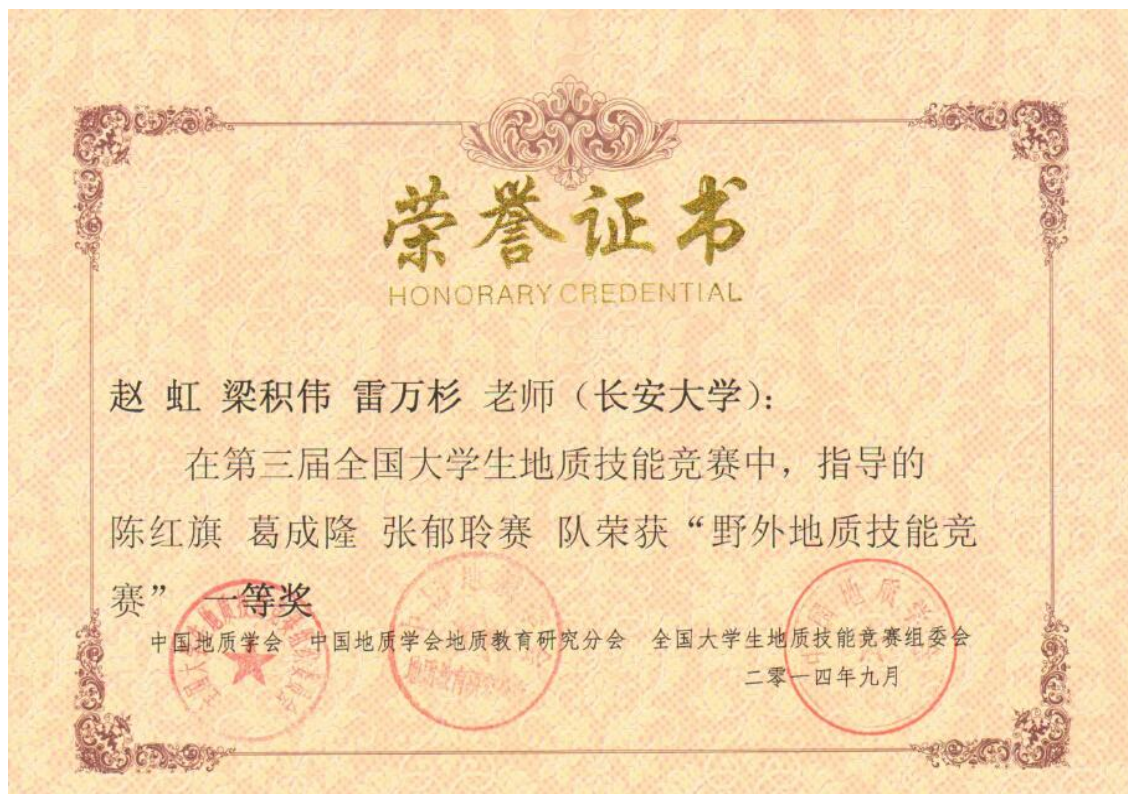 荣誉证书
HONORARY CREDENTIAL
赵 虹 梁积伟 雷万杉 老师（长安大学）：
在第三届全国大学生地质技能竞赛中，指导的
陈红旗 葛成隆 张郁聆赛 队荣获“野外地质技能竞
赛” 一等奖
中国地质学会 中国地质学会地质教育研究分会 全国大学生地质技能竞赛组委会
二零一四年九月